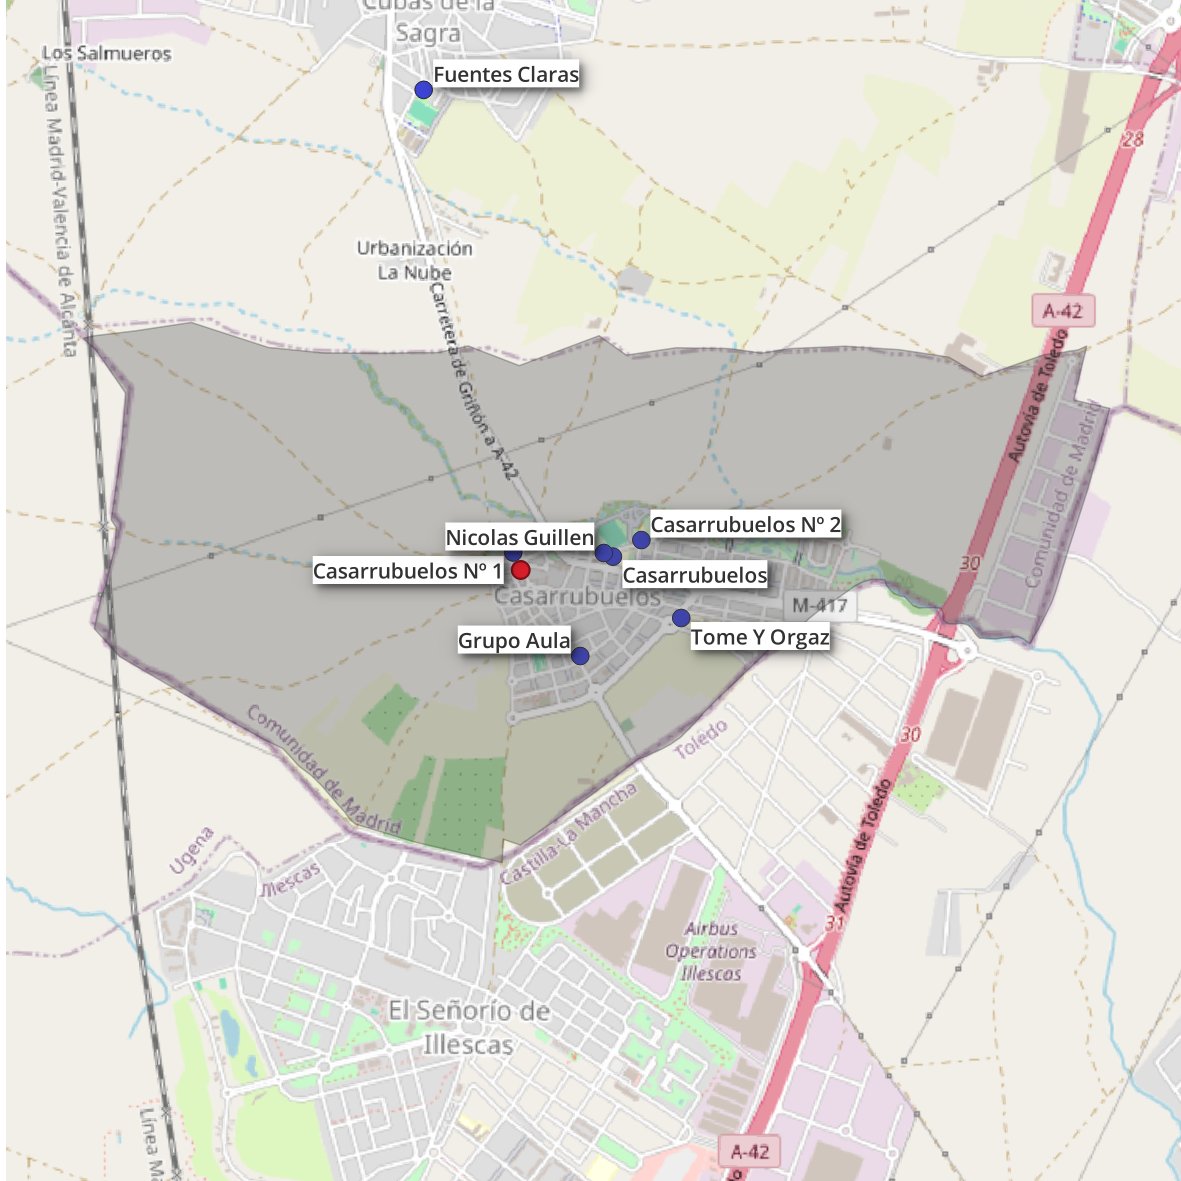 Cubas de la
Sagra
Los Salmueros
Fuentes Claras
Línea Madrid-Valencia de Alcánta
28
Urbanización
La Nube
Carretera de Griñón a A-42
A-42
Autovía de Toledo
Comunidad de Madrid
Nicolas Guillen
Casarrubuelos Nº 2
Casarrubuelos Nº 1
Casarrubuelos
30
Casarrubuelos
M-417
Grupo Aula
Tome Y Orgaz
Comunidad de Madrid
Toledo
30
Castilla-La Mancha
Autovía de Toledo
Ugena
Illescas
31
Airbus
Operations
Illescas
El Señorío de
Illescas
Línea Ma
A-42